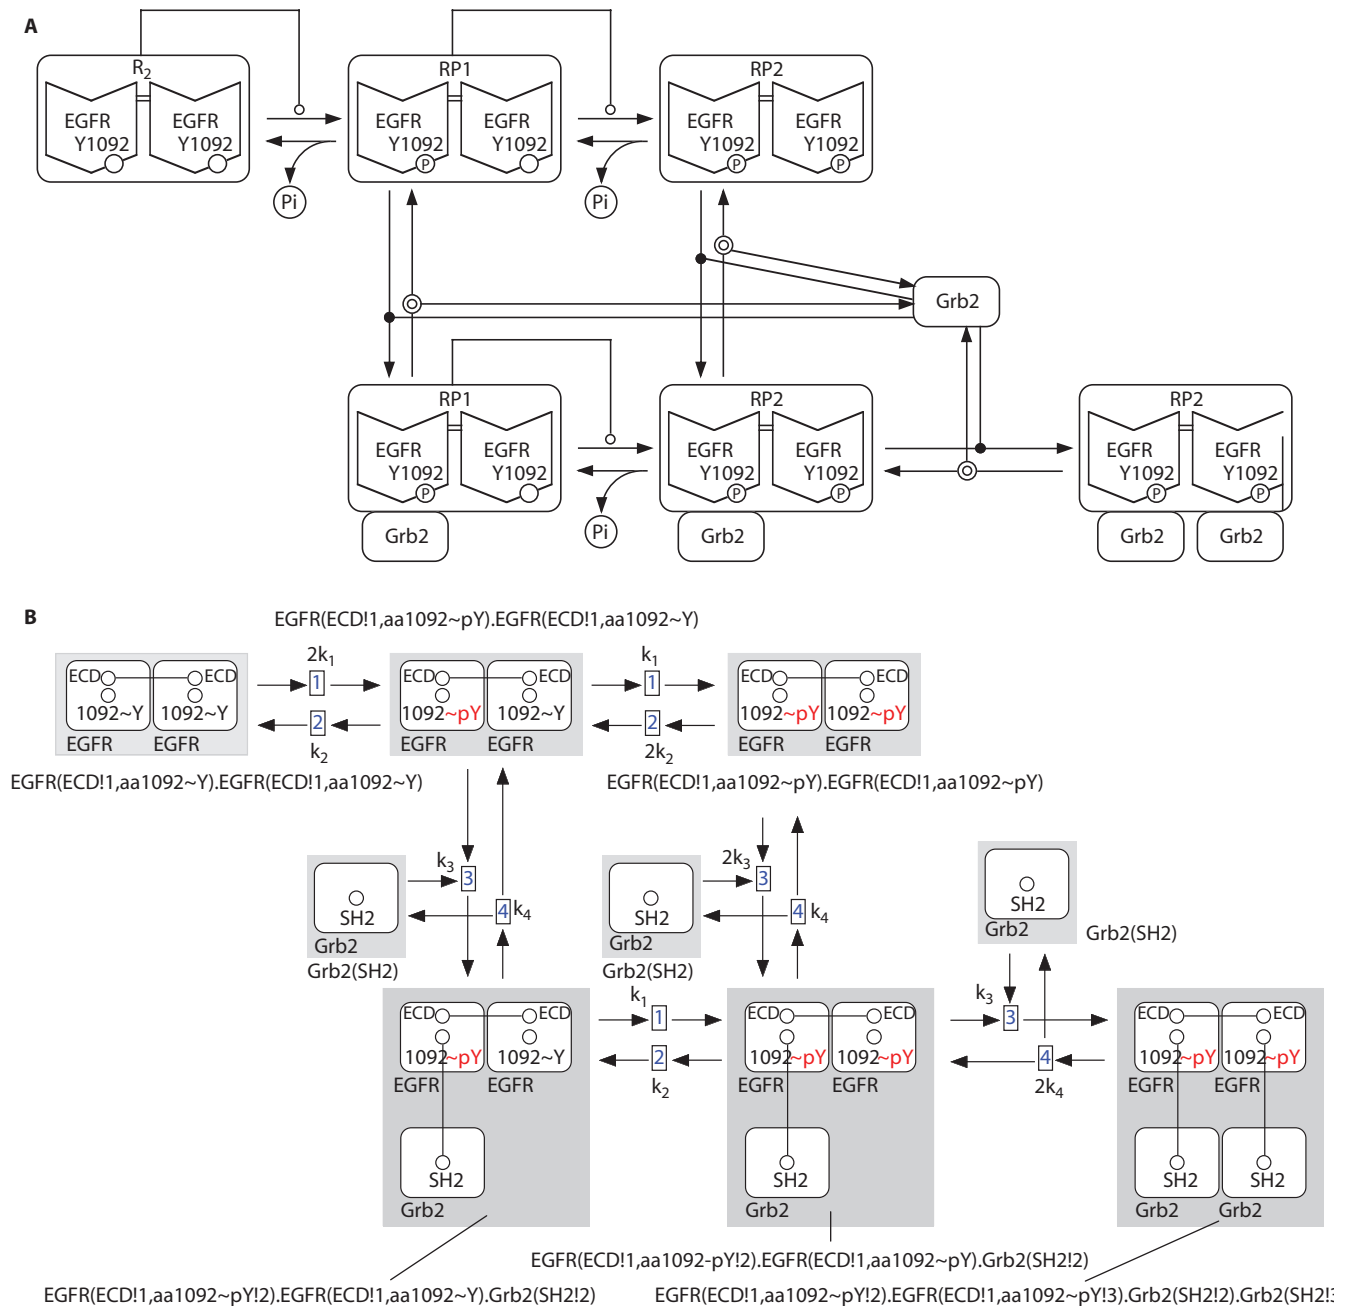 A
R2 RP1 RP2
EGFR EGFR EGFR EGFR EGFR EGFR
Y1092 Y1092 Y1092 Y1092 Y1092 Y1092
P P P
Pi Pi
Grb2
RP1 RP2 RP2
EGFR EGFR EGFR EGFR EGFR EGFR
Y1092 Y1092 Y1092 Y1092 Y1092 Y1092
P P P P P
Grb2 Pi Grb2 Grb2 Grb2
B
EGFR(ECD!1,aa1092~pY).EGFR(ECD!1,aa1092~Y)
2k1 k1
ECD ECD 1 ECD ECD 1 ECD ECD
1092~Y 1092~Y 2 1092~pY 1092~Y 2 1092~pY 1092~pY
EGFR EGFR k2 EGFR EGFR 2k2 EGFR EGFR
EGFR(ECD!1,aa1092~Y).EGFR(ECD!1,aa1092~Y) EGFR(ECD!1,aa1092~pY).EGFR(ECD!1,aa1092~pY)
k3 2k3
3 3
SH2 4 k4 SH2 4 k4 SH2
Grb2 Grb2 Grb2
Grb2(SH2) Grb2(SH2) Grb2(SH2)
k1 k3
ECD ECD 1 ECD ECD 3 ECD ECD
1092~pY 1092~Y 2 1092~pY 1092~pY 4 1092~pY 1092~pY
EGFR EGFR k2 EGFR EGFR 2k4 EGFR EGFR
SH2 SH2 SH2 SH2
Grb2 Grb2 Grb2 Grb2
EGFR(ECD!1,aa1092-pY!2).EGFR(ECD!1,aa1092~pY).Grb2(SH2!2)
EGFR(ECD!1,aa1092~pY!2).EGFR(ECD!1,aa1092~Y).Grb2(SH2!2) EGFR(ECD!1,aa1092~pY!2).EGFR(ECD!1,aa1092~pY!3).Grb2(SH2!2).Grb2(SH2!3